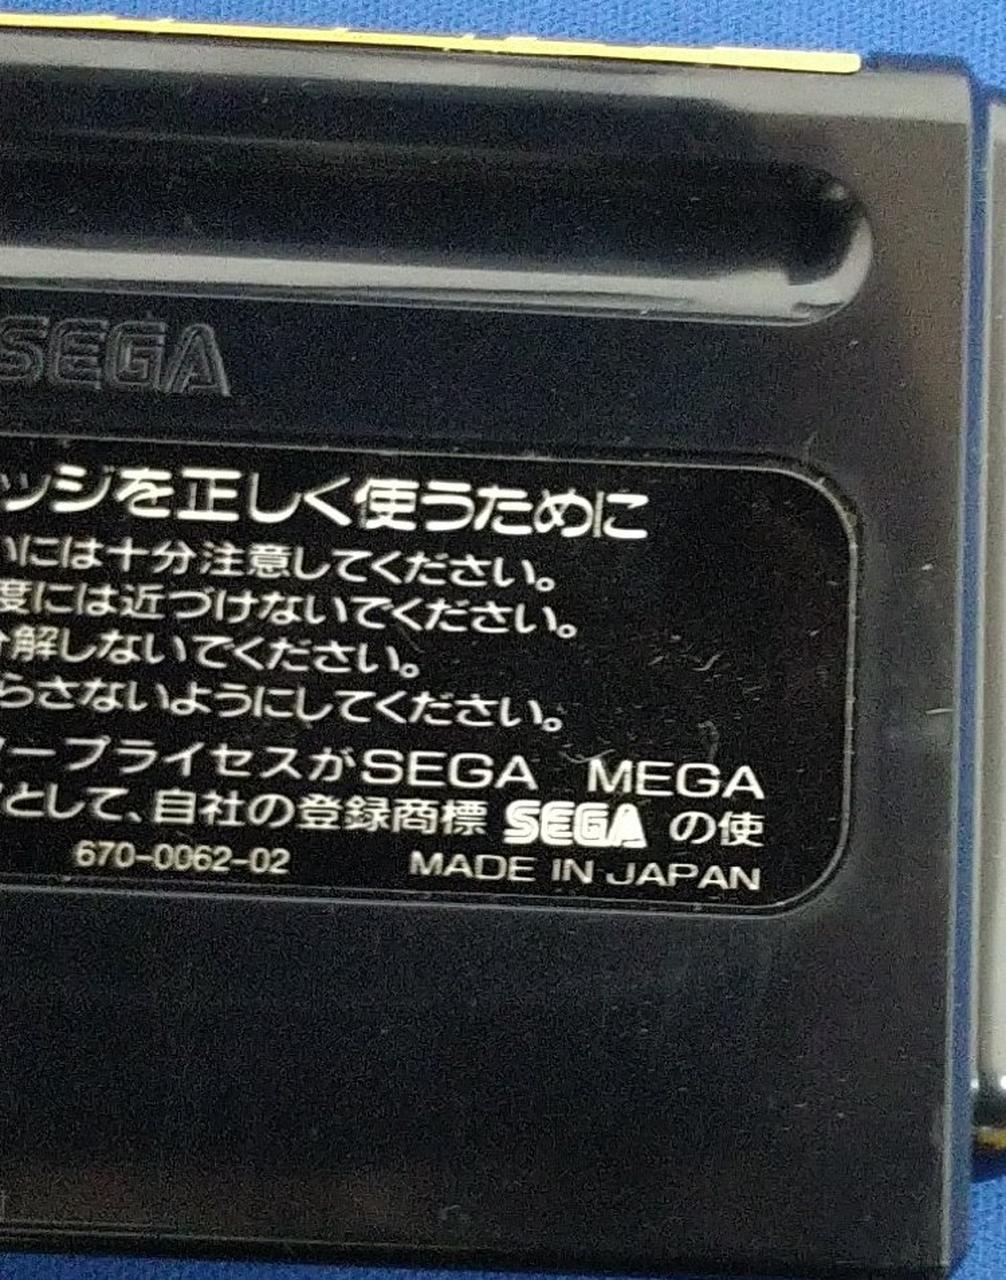 SEGA
ッジを正しく使うために
いには十分注意してください。
度には近づけないでください。
分解しないでください。
らさないようにしてください。
ープライセスがSEGA MEGA
として、自社の登録商標 SEGA の使
670-0062-02 MADE IN JAPAN